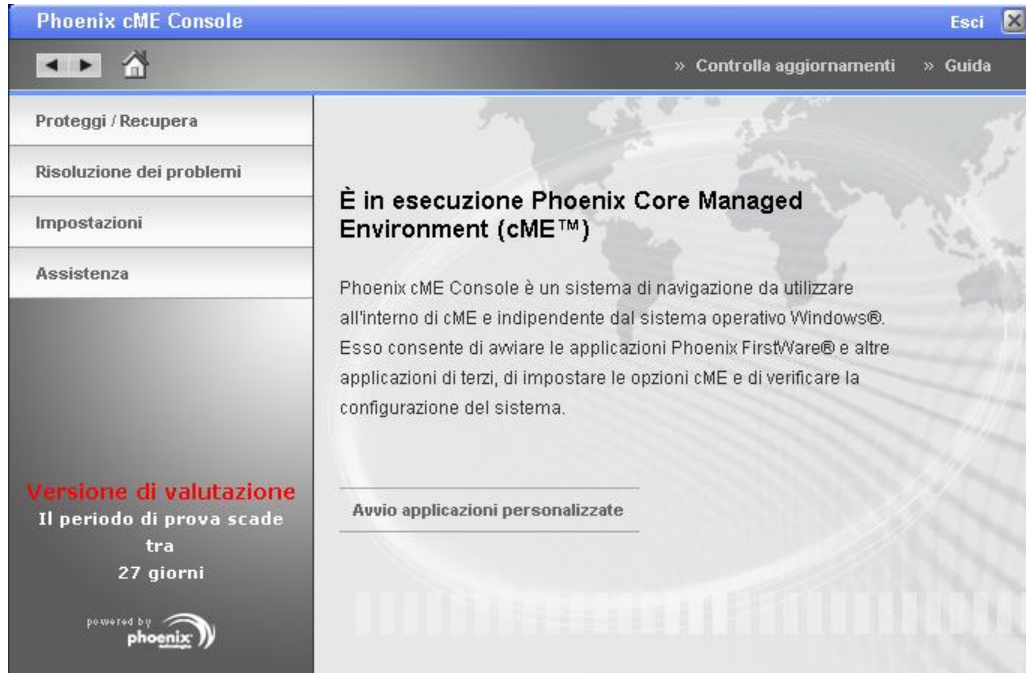 Phoenix cME Console
Esci
» Controlla aggiornamenti
» Guida
Proteggi / Recupera
Risoluzione dei problemi
Impostazioni
Assistenza
È in esecuzione Phoenix Core Managed
Environment (cME™)
Phoenix cME Console è un sistema di navigazione da utilizzare
all'interno di cME e indipendente dal sistema operativo Windows®.
Esso consente di avviare le applicazioni Phoenix FirstWare® e altre
applicazioni di terzi, di impostare le opzioni cME e di verificare la
configurazione del sistema.
Avvio applicazioni personalizzate
Versione di valutazione
Il periodo di prova scade
tra
27 giorni
powered by
phoenix